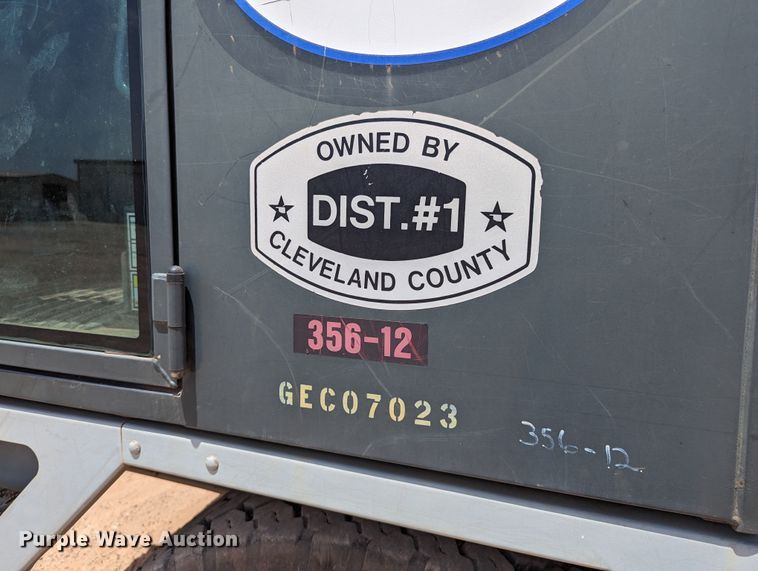 OWNED BY
DIST.#1
CLEVELAND COUNTY
356-12
GEC07023
356-12
Purple Wave Auction